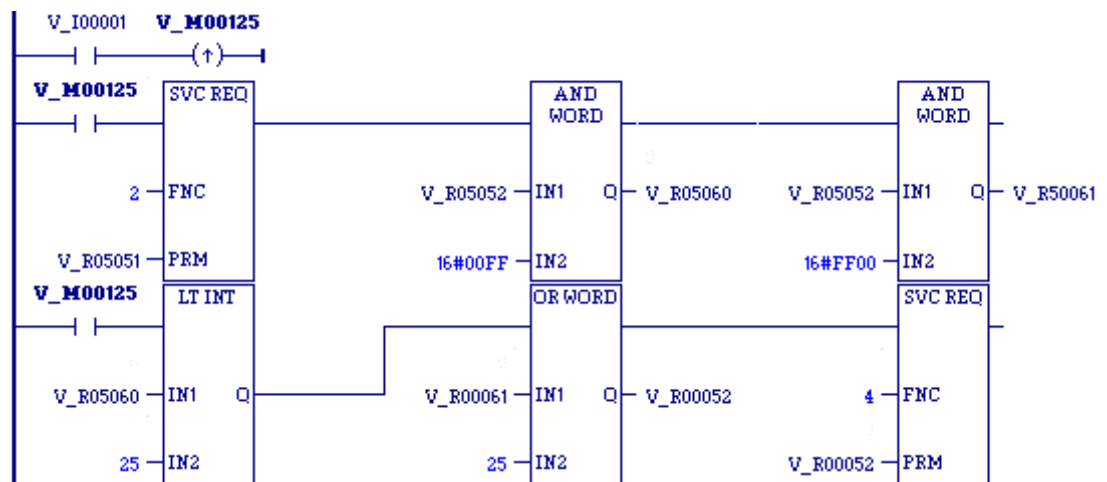 V_I00001 V_M00125
(↑)
V_M00125 SVC REQ AND WORD AND WORD
2 FNC V_R05052 IN1 Q V_R05060 V_R05052 IN1 Q V_R50061
V_R05051 PRM 16#00FF IN2 16#FF00 IN2
V_M00125 LT INT OR WORD SVC REQ
V_R05060 IN1 Q V_R00061 IN1 Q V_R00052 4 FNC
25 IN2 25 IN2 V_R00052 PRM